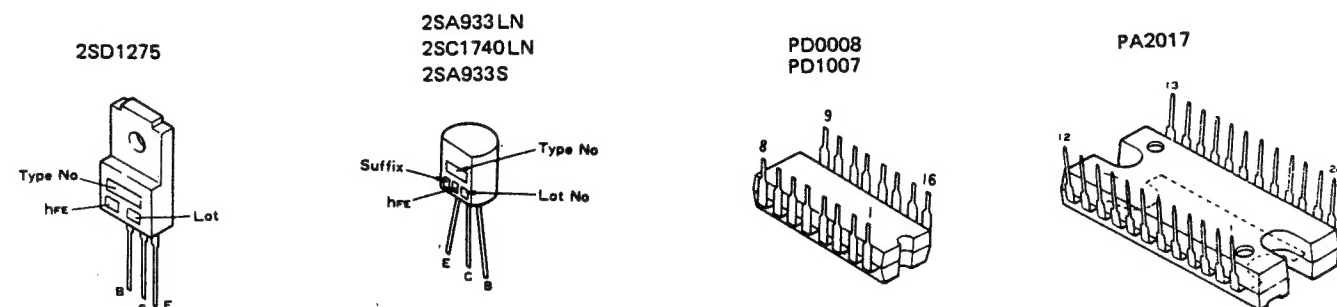 2SD1275
Type No
hFE
Lot
B
E
2SA933LN
2SC1740LN
2SA933S
Type No
Suffix
hFE
Lot No
E
C
B
PD0008
PD1007
9
8
16
1
PA2017
13
12